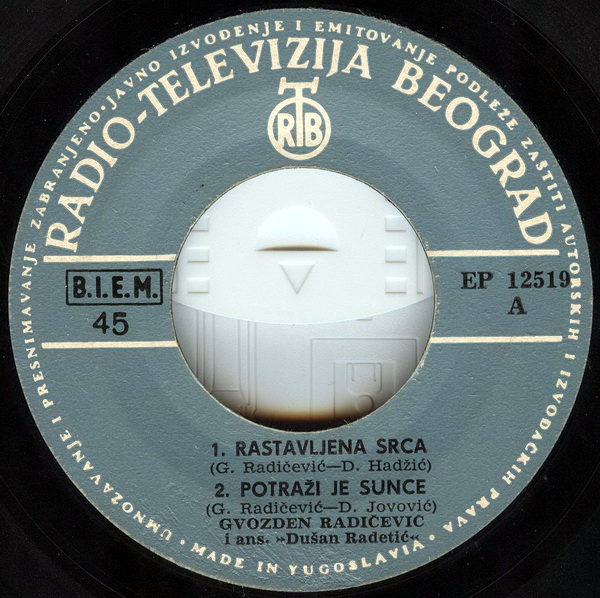 UMNOŽAVANJE I PRESNIMAVANJE ZABRANJENO · JAVNO IZVOĐENJE I EMITOVANJE PODLEŽE ZAŠTITI AUTORSKIH I IZVOĐAČKIH PRAVA ·
RADIO-TELEVIZIJA BEOGRAD
RTB
B.I.E.M.
45
EP 12519
A
1. RASTAVLJENA SRCA
(G. Radičević—D. Hadžić)
2. POTRAŽI JE SUNCE
(G. Radičević—D. Jovović)
GVOZDEN RADIČEVIC
i ans. »Dušan Radetić«
· MADE IN YUGOSLAVIA ·